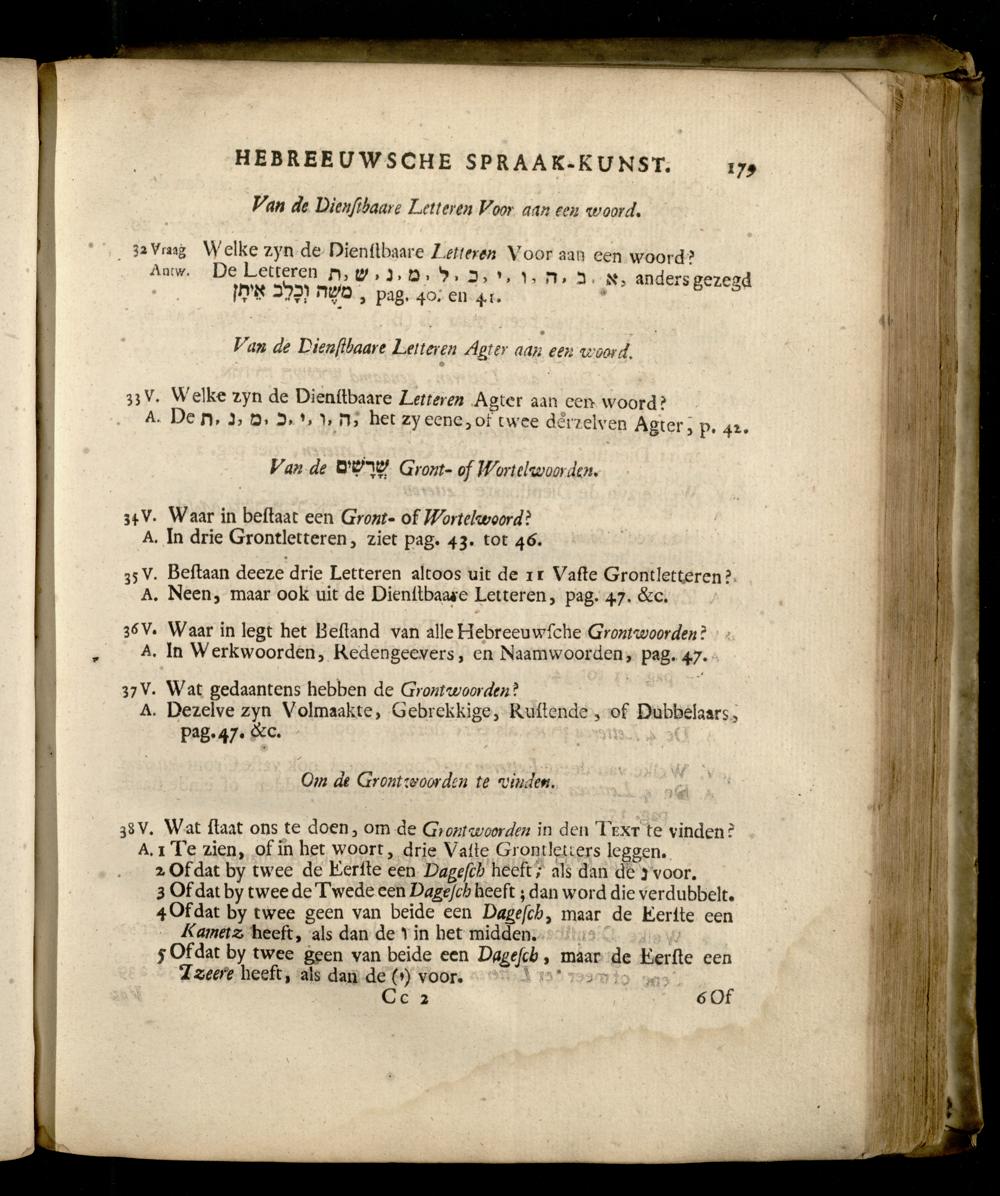 HEBREEUWSCHE SPRAAK-KUNST. 179
Van de Dienſtbaare Letteren Voor aan een woord.
32 Vraag Welke zyn de Dienſtbaare Letteren Voor aan een woord?
Antw. De Letteren א, ב, ה, ו, י, כ, ל, מ, נ, ש, ת, anders gezegd
משֶׁה וְכָלֵב אֵיתָן, pag. 40. en 41.
Van de Dienſtbaare Letteren Agter aan een woord.
33 V. Welke zyn de Dienſtbaare Letteren Agter aan een woord?
A. De ה, ו, י, כ, מ, נ, ת, het zy eene, of twee derzelven Agter, p. 42.
Van de שֳׁרָשִׁים Gront- of Wortelwoorden.
34 V. Waar in beſtaat een Gront- of Wortelwoord?
A. In drie Grontletteren, ziet pag. 43. tot 46.
35 V. Beſtaan deeze drie Letteren altoos uit de 11 Vaſte Grontletteren?
A. Neen, maar ook uit de Dienſtbaare Letteren, pag. 47. &c.
36 V. Waar in legt het Beſtand van alle Hebreeuwſche Grontwoorden?
A. In Werkwoorden, Redengeevers, en Naamwoorden, pag. 47.
37 V. Wat gedaantens hebben de Grontwoorden?
A. Dezelve zyn Volmaakte, Gebrekkige, Ruſtende, of Dubbelaars,
pag. 47. &c.
Om de Grontwoorden te vinden.
38 V. Wat ſtaat ons te doen, om de Grontwoorden in den TEXT te vinden?
A. 1 Te zien, of in het woort, drie Vaſte Grontletters leggen.
2 Of dat by twee de Eerſte een Dageſch heeft; als dan de נ voor.
3 Of dat by twee de Twede een Dageſch heeft; dan word die verdubbelt.
4 Of dat by twee geen van beide een Dageſch, maar de Eerſte een
Kametz heeft, als dan de ו in het midden.
5 Of dat by twee geen van beide een Dageſch, maar de Eerſte een
Tzeere heeft, als dan de (י) voor.
Cc 2 6 Of